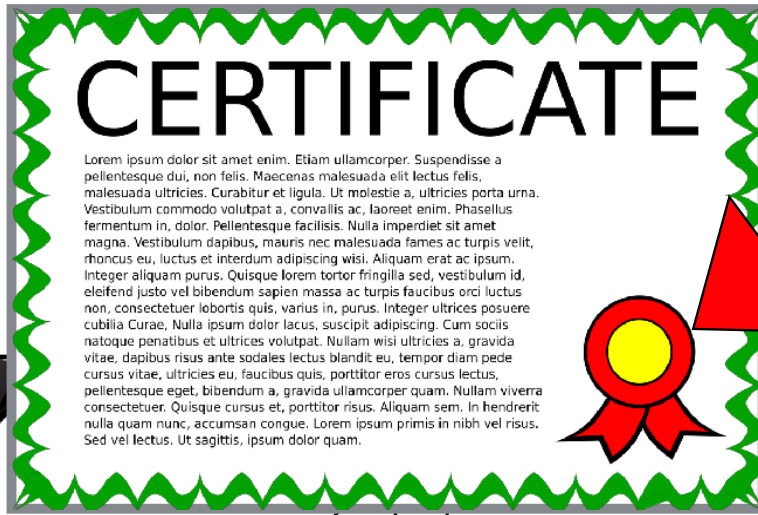 CERTIFICATE
Lorem ipsum dolor sit amet enim. Etiam ullamcorper. Suspendisse a
pellentesque dui, non felis. Maecenas malesuada elit lectus felis,
malesuada ultricies. Curabitur et ligula. Ut molestie a, ultricies porta urna.
Vestibulum commodo volutpat a, convallis ac, laoreet enim. Phasellus
fermentum in, dolor. Pellentesque facilisis. Nulla imperdiet sit amet
magna. Vestibulum dapibus, mauris nec malesuada fames ac turpis velit,
rhoncus eu, luctus et interdum adipiscing wisi. Aliquam erat ac ipsum.
Integer aliquam purus. Quisque lorem tortor fringilla sed, vestibulum id,
eleifend justo vel bibendum sapien massa ac turpis faucibus orci luctus
non, consectetuer lobortis quis, varius in, purus. Integer ultrices posuere
cubilia Curae, Nulla ipsum dolor lacus, suscipit adipiscing. Cum sociis
natoque penatibus et ultrices volutpat. Nullam wisi ultricies a, gravida
vitae, dapibus risus ante sodales lectus blandit eu, tempor diam pede
cursus vitae, ultricies eu, faucibus quis, porttitor eros cursus lectus,
pellentesque eget, bibendum a, gravida ullamcorper quam. Nullam viverra
consectetuer. Quisque cursus et, porttitor risus. Aliquam sem. In hendrerit
nulla quam nunc, accumsan congue. Lorem ipsum primis in nibh vel risus.
Sed vel lectus. Ut sagittis, ipsum dolor quam.